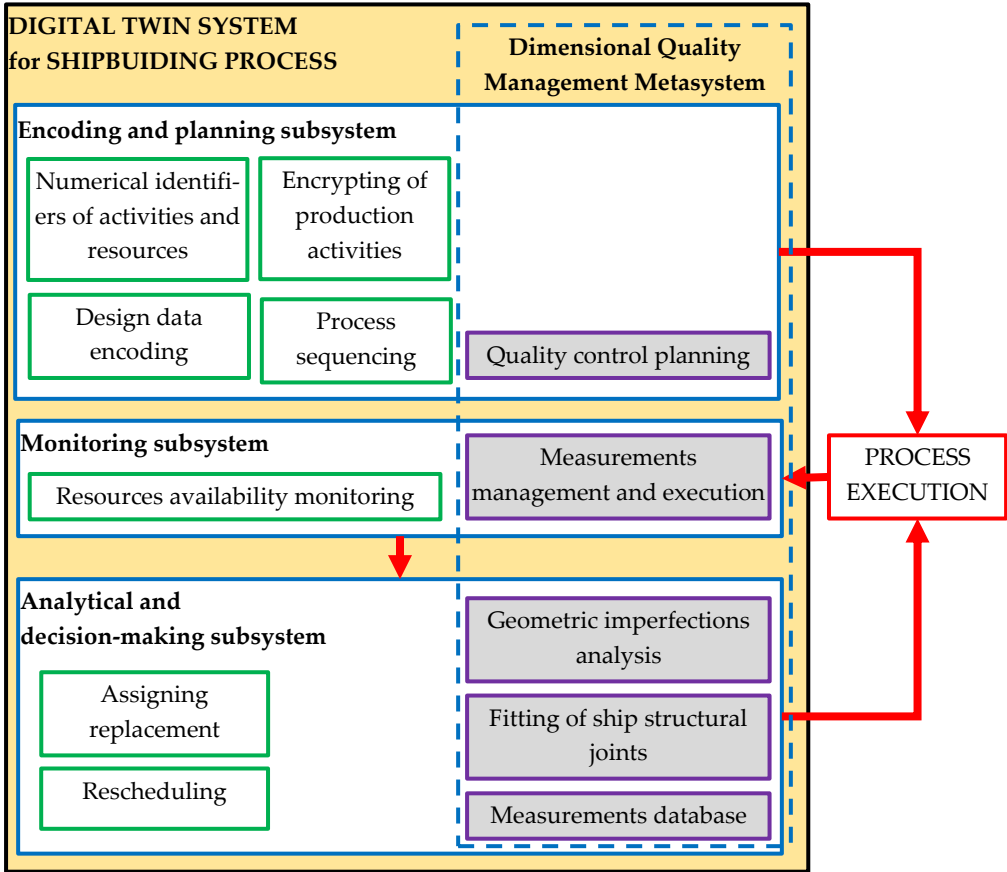 DIGITAL TWIN SYSTEM
for SHIPBUIDING PROCESS
Dimensional Quality
Management Metasystem
Encoding and planning subsystem
Numerical identifi-
ers of activities and
resources
Encrypting of
production
activities
Design data
encoding
Process
sequencing
Quality control planning
Monitoring subsystem
Resources availability monitoring
Measurements
management and execution
PROCESS
EXECUTION
Analytical and
decision-making subsystem
Assigning
replacement
Rescheduling
Geometric imperfections
analysis
Fitting of ship structural
joints
Measurements database